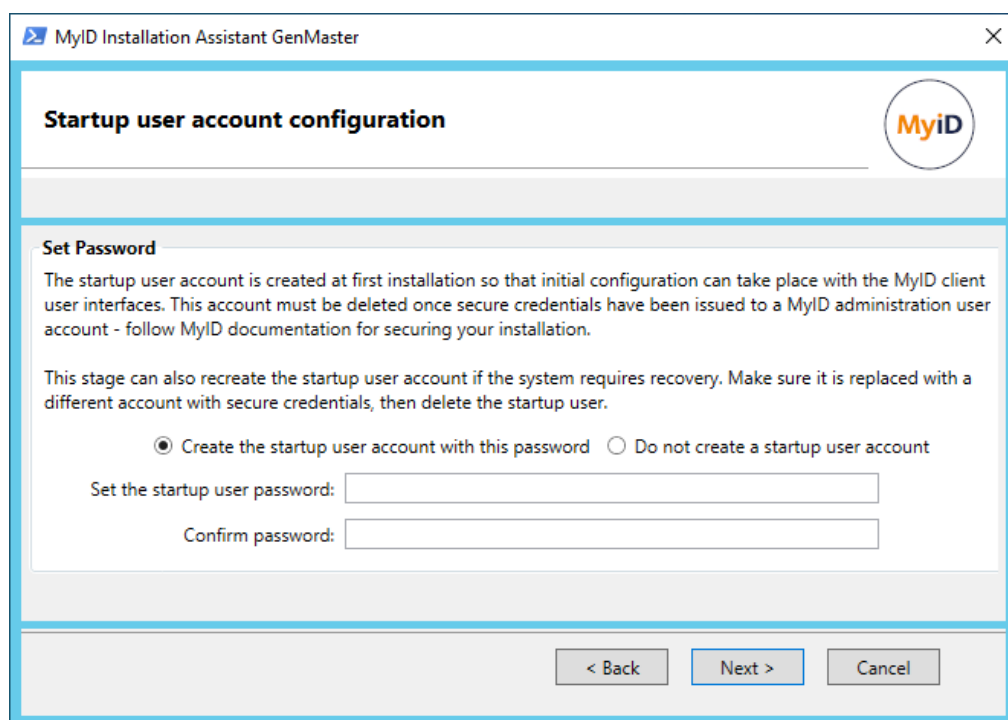 MyID Installation Assistant GenMaster
Startup user account configuration
MyiD
Set Password
The startup user account is created at first installation so that initial configuration can take place with the MyID client
user interfaces. This account must be deleted once secure credentials have been issued to a MyID administration user
account - follow MyID documentation for securing your installation.
This stage can also recreate the startup user account if the system requires recovery. Make sure it is replaced with a
different account with secure credentials, then delete the startup user.
Create the startup user account with this password Do not create a startup user account
Set the startup user password:
Confirm password:
< Back Next > Cancel